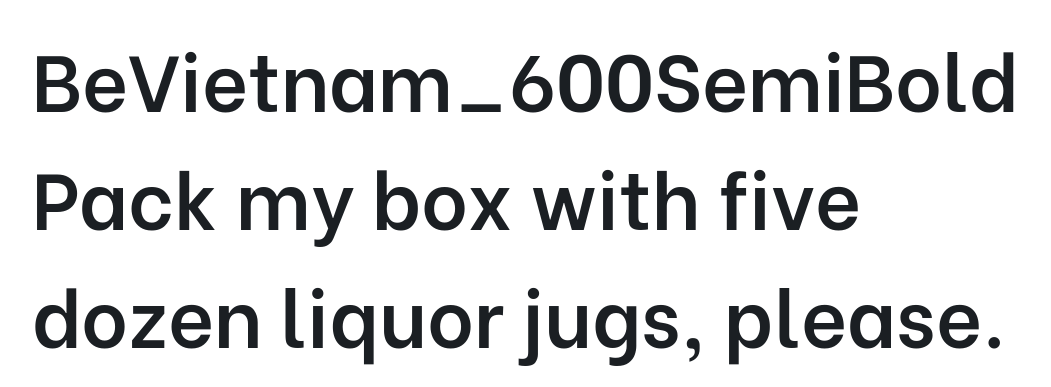 BeVietnam_600SemiBold
Pack my box with five
dozen liquor jugs, please.